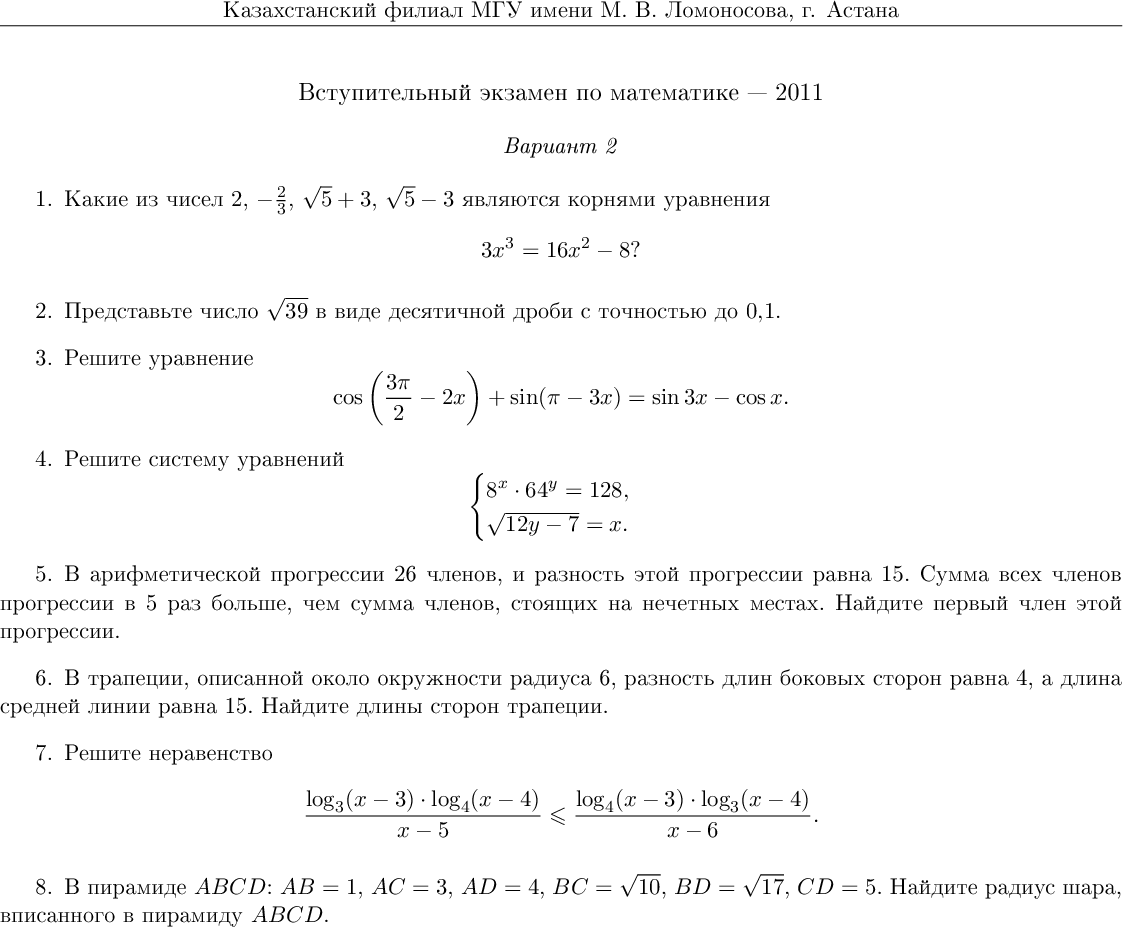 Казахстанский филиал МГУ имени М. В. Ломоносова, г. Астана
Вступительный экзамен по математике — 2011
Вариант 2
1. Какие из чисел 2, $-\frac{2}{3}$, $\sqrt{5}+3$, $\sqrt{5}-3$ являются корнями уравнения
$3x^3 = 16x^2 - 8$?
2. Представьте число $\sqrt{39}$ в виде десятичной дроби с точностью до 0,1.
3. Решите уравнение
$\cos\left(\frac{3\pi}{2} - 2x\right) + \sin(\pi - 3x) = \sin 3x - \cos x.$
4. Решите систему уравнений
$\begin{cases} 8^x \cdot 64^y = 128, \\ \sqrt{12y - 7} = x. \end{cases}$
5. В арифметической прогрессии 26 членов, и разность этой прогрессии равна 15. Сумма всех членов
прогрессии в 5 раз больше, чем сумма членов, стоящих на нечетных местах. Найдите первый член этой
прогрессии.
6. В трапеции, описанной около окружности радиуса 6, разность длин боковых сторон равна 4, а длина
средней линии равна 15. Найдите длины сторон трапеции.
7. Решите неравенство
$\frac{\log_3(x-3) \cdot \log_4(x-4)}{x-5} \leqslant \frac{\log_4(x-3) \cdot \log_3(x-4)}{x-6}.$
8. В пирамиде $ABCD$: $AB = 1$, $AC = 3$, $AD = 4$, $BC = \sqrt{10}$, $BD = \sqrt{17}$, $CD = 5$. Найдите радиус шара,
вписанного в пирамиду $ABCD$.